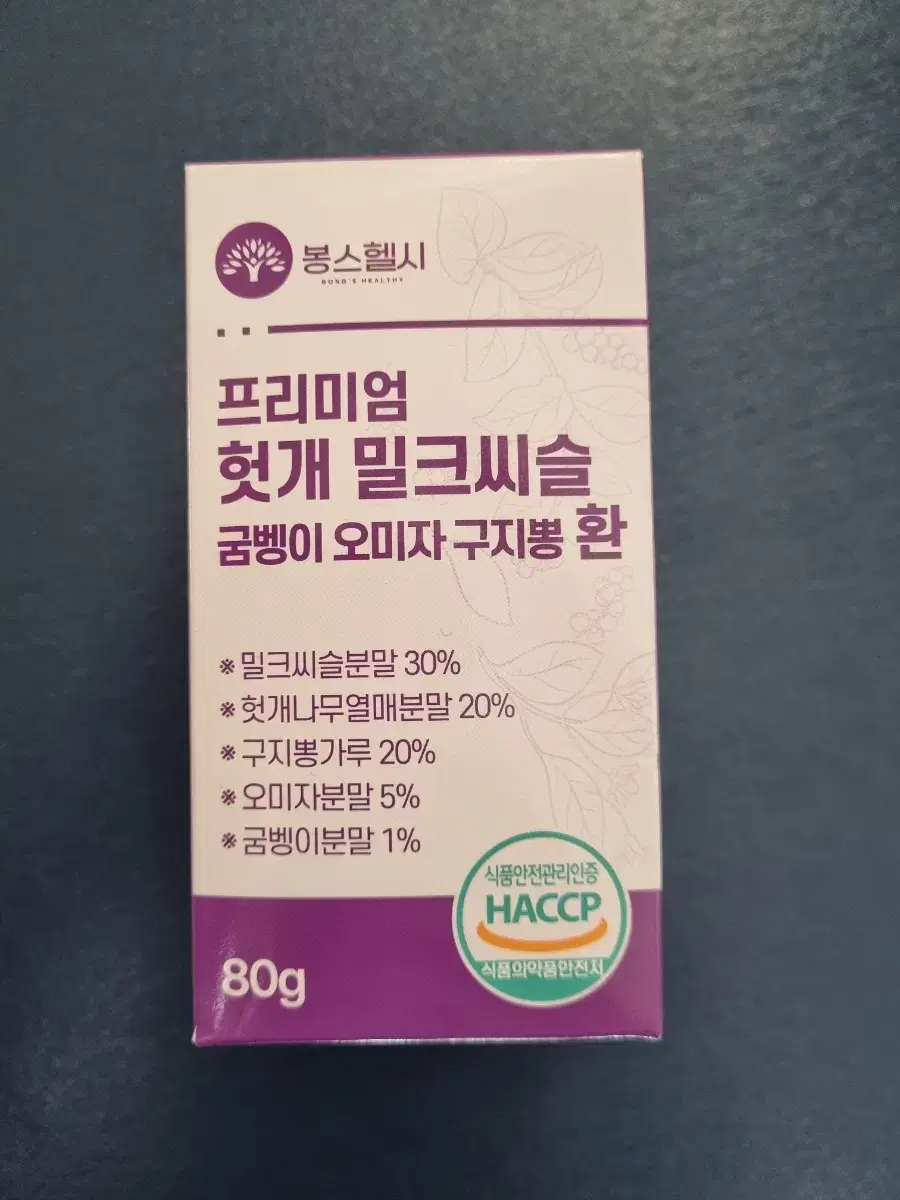 봉스헬시
BONG'S HEALTHY
프리미엄
헛개 밀크씨슬
굼벵이 오미자 구지뽕 환
※ 밀크씨슬분말 30%
※ 헛개나무열매분말 20%
※ 구지뽕가루 20%
※ 오미자분말 5%
※ 굼벵이분말 1%
식품안전관리인증
HACCP
식품의약품안전처
80g